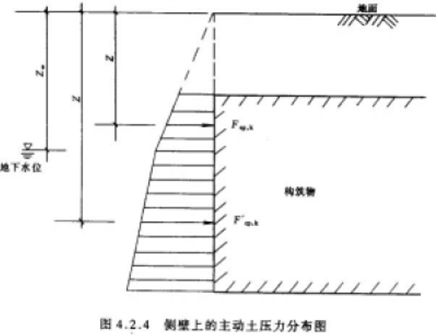 地面
Z_w
Z
Z
F_{ep,k}
地下水位
构筑物
F'_{ep,k}
图 4.2.4 侧壁上的主动土压力分布图